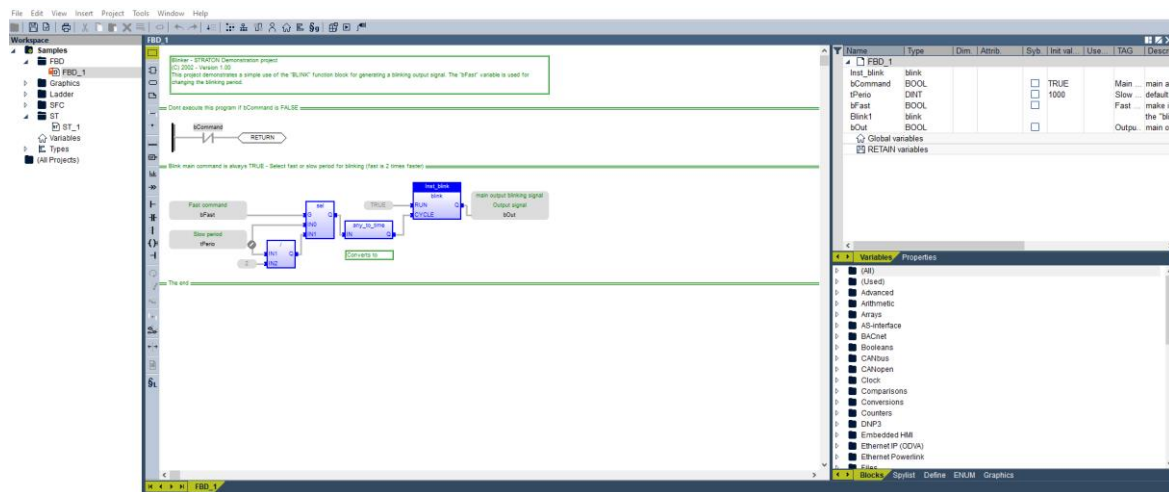 File Edit View Insert Project Tools Window Help
Workspace
Samples
FBD
FBD_1
Graphics
Ladder
SFC
ST
ST_1
Variables
Types
(All Projects)
FBD_1
Blinker - STRATON Demonstration project
(C) 2002 - Version 1.00
This project demonstrates a simple use of the "BLINK" function block for generating a blinking output signal. The "bFast" variable is used for
changing the blinking period.
Dont execute this program if bCommand is FALSE
bCommand
RETURN
Blink main command is always TRUE - Select fast or slow period for blinking (fast is 2 times faster)
Inst_blink
Fast command
bFast
sel
G Q
IN0
IN1
TRUE
blink
RUN Q
CYCLE
main output blinking signal
Output signal
bOut
any_to_time
IN Q
Slow period
tPerio
/
IN1 Q
IN2
2
Converts to
The end
FBD_1
Name Type Dim. Attrib. Syb. Init val... Use... TAG Descr
FBD_1
Inst_blink blink
bCommand BOOL TRUE Main ... main a
tPerio DINT 1000 Slow ... default
bFast BOOL Fast ... make i
Blink1 blink the "bli
bOut BOOL Outpu... main o
Global variables
RETAIN variables
Variables Properties
(All)
(Used)
Advanced
Arithmetic
Arrays
AS-interface
BACnet
Booleans
CANbus
CANopen
Clock
Comparisons
Conversions
Counters
DNP3
Embedded HMI
Ethernet IP (ODVA)
Ethernet Powerlink
Files
Blocks Spylist Define ENUM Graphics